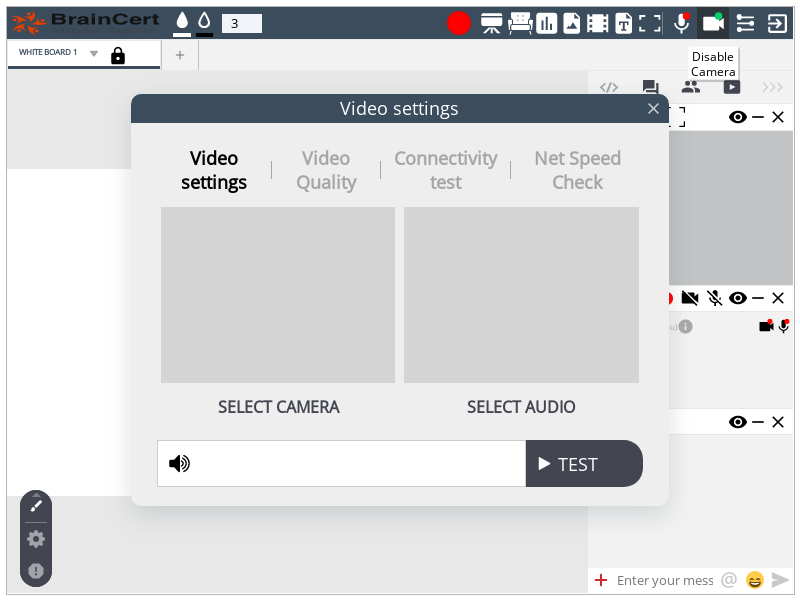 BrainCert
3
Disable
Camera
WHITE BOARD 1
+
Video settings
Video
settings
Video
Quality
Connectivity
test
Net Speed
Check
SELECT CAMERA
SELECT AUDIO
TEST
Enter your mess
@